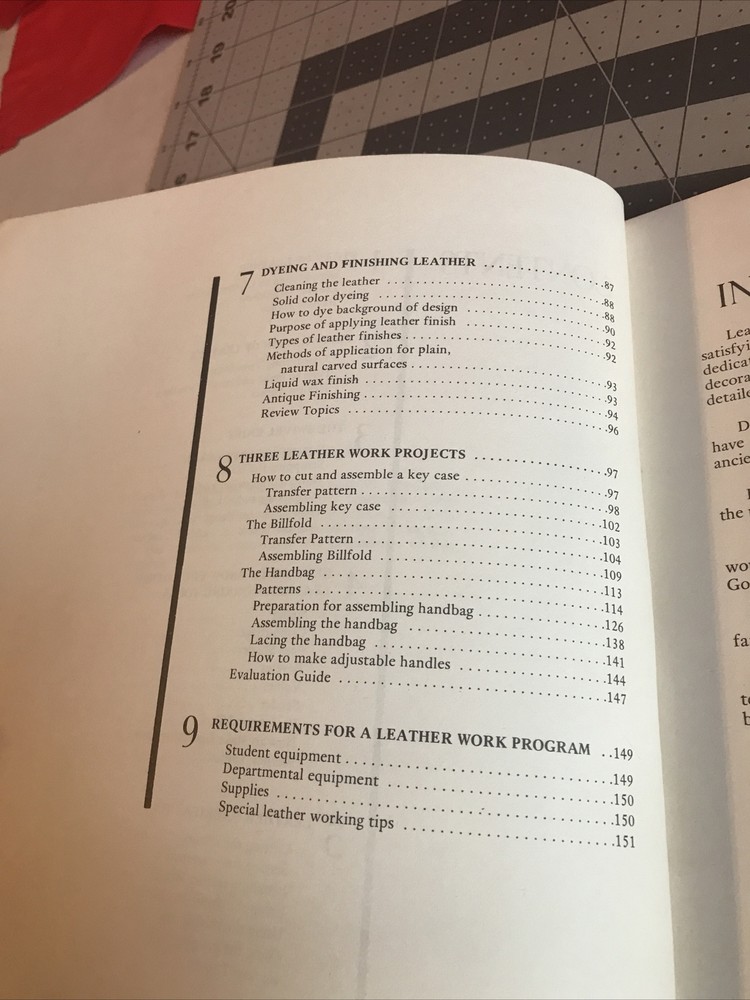 20
19
18
17
7 DYEING AND FINISHING LEATHER ..................87
Cleaning the leather ..................88
Solid color dyeing ..................88
How to dye background of design ..................90
Purpose of applying leather finish ..................92
Types of leather finishes ..................92
Methods of application for plain,
natural carved surfaces ..................93
Liquid wax finish ..................93
Antique Finishing ..................94
Review Topics ..................96
8 THREE LEATHER WORK PROJECTS ..................97
How to cut and assemble a key case ..................97
Transfer pattern ..................98
Assembling key case ..................102
The Billfold ..................103
Transfer Pattern ..................104
Assembling Billfold ..................109
The Handbag ..................113
Patterns ..................114
Preparation for assembling handbag ..................126
Assembling the handbag ..................138
Lacing the handbag ..................141
How to make adjustable handles ..................144
Evaluation Guide ..................147
9 REQUIREMENTS FOR A LEATHER WORK PROGRAM ..149
Student equipment ..................149
Departmental equipment ..................150
Supplies ..................150
Special leather working tips ..................151
IN
Lea
satisfyi
dedica
decora
detaile
D
have
ancie
the
wo
Go
fa